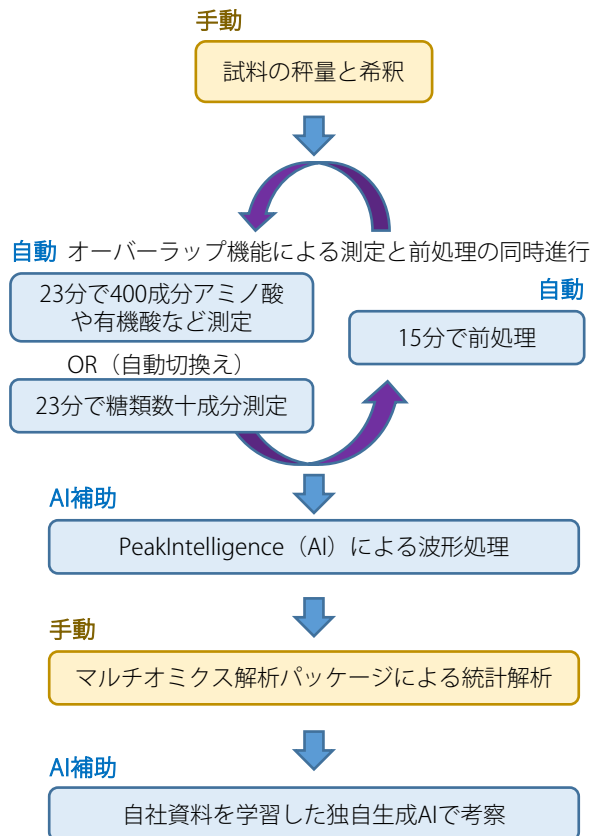 手動
試料の秤量と希釈
自動 オーバーラップ機能による測定と前処理の同時進行
23分で400成分アミノ酸
や有機酸など測定
自動
15分で前処理
OR（自動切換え）
23分で糖類数十成分測定
AI補助
PeakIntelligence（AI）による波形処理
手動
マルチオミクス解析パッケージによる統計解析
AI補助
自社資料を学習した独自生成AIで考察